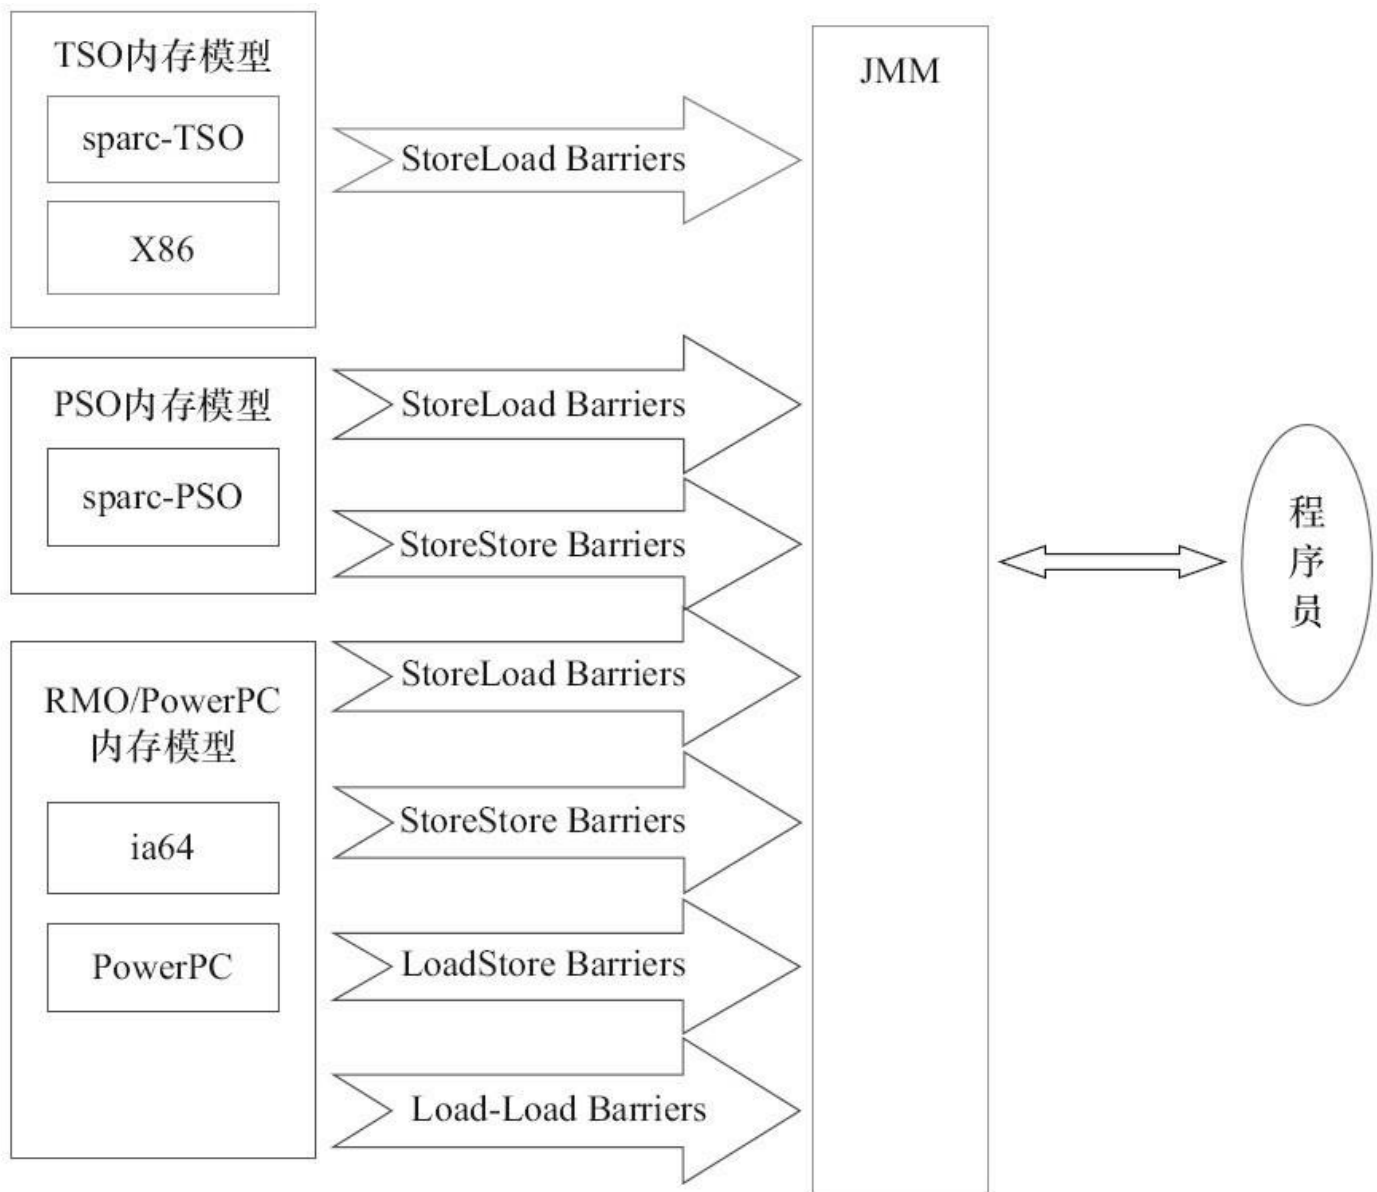 TSO内存模型
sparc-TSO
X86
StoreLoad Barriers
JMM
PSO内存模型
sparc-PSO
StoreLoad Barriers
StoreStore Barriers
RMO/PowerPC
内存模型
ia64
PowerPC
StoreLoad Barriers
StoreStore Barriers
LoadStore Barriers
Load-Load Barriers
程
序
员